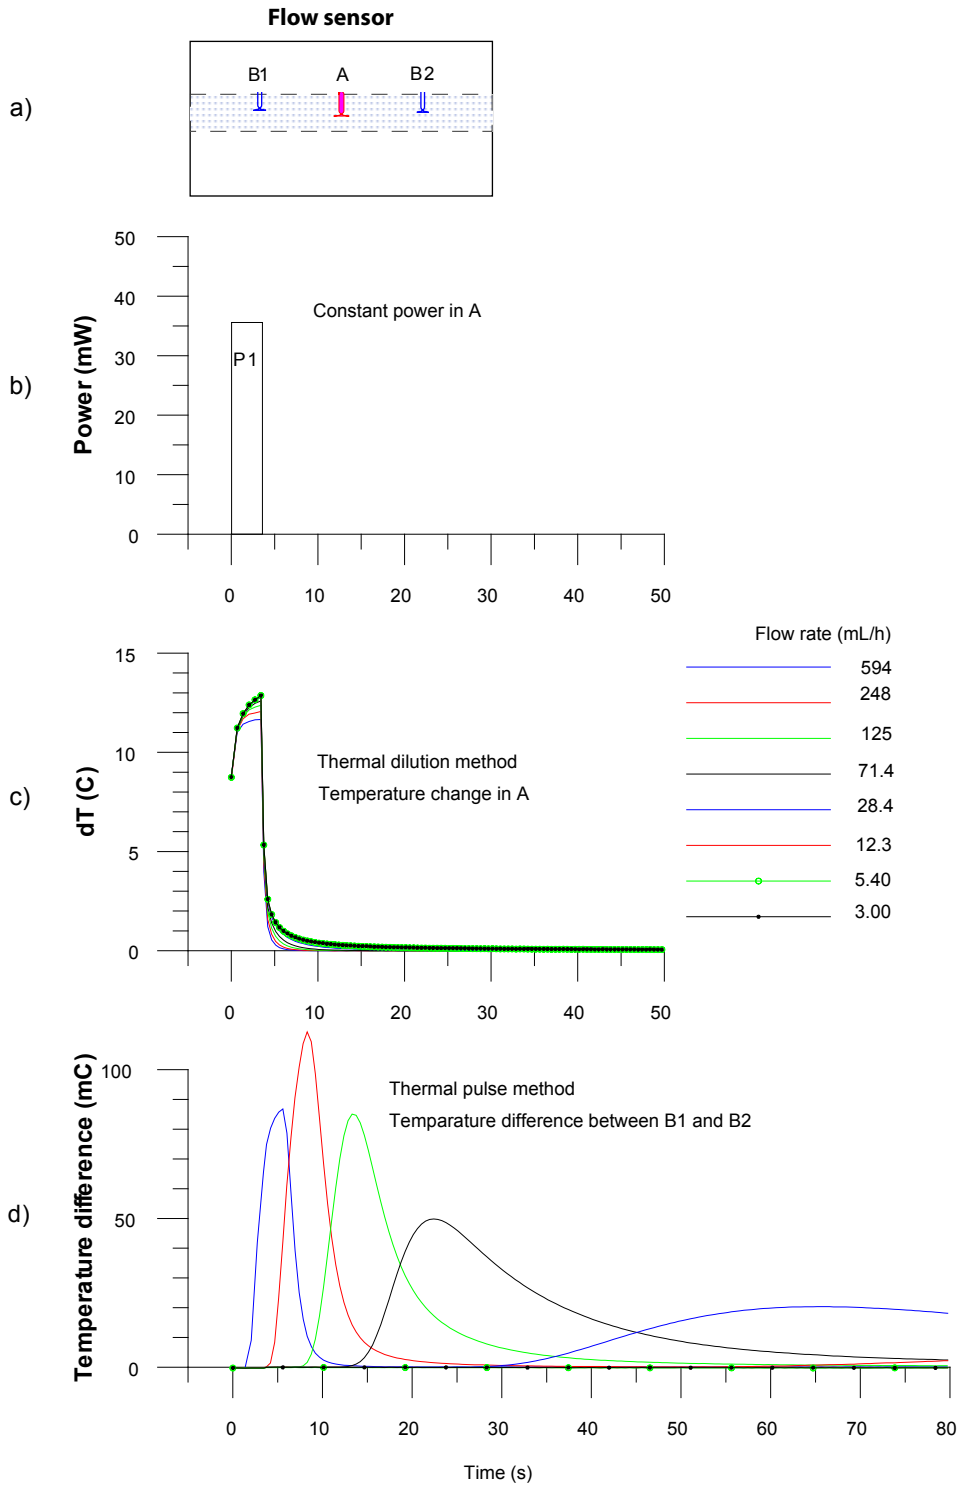 Flow sensor
a)
B1 A B2
b)
Power (mW)
50
40
30
20
10
0
Constant power in A
P1
0 10 20 30 40 50
c)
dT (C)
15
10
5
0
Thermal dilution method
Temperature change in A
0 10 20 30 40 50
Flow rate (mL/h)
594
248
125
71.4
28.4
12.3
5.40
3.00
d)
Temperature difference (mC)
100
50
0
Thermal pulse method
Temparature difference between B1 and B2
0 10 20 30 40 50 60 70 80
Time (s)